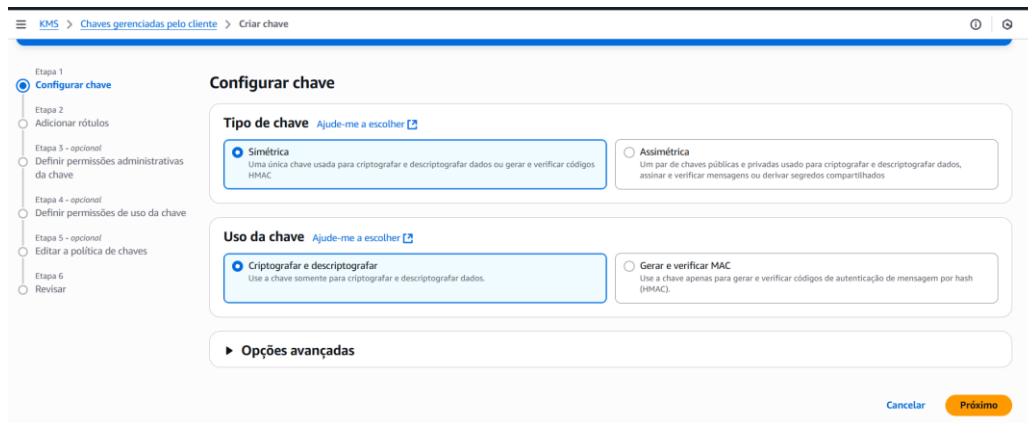 KMS > Chaves gerenciadas pelo cliente > Criar chave
Etapa 1
Configurar chave
Etapa 2
Adicionar rótulos
Etapa 3 - opcional
Definir permissões administrativas
da chave
Etapa 4 - opcional
Definir permissões de uso da chave
Etapa 5 - opcional
Editar a política de chaves
Etapa 6
Revisar
Configurar chave
Tipo de chave Ajude-me a escolher
Simétrica
Uma única chave usada para criptografar e descriptografar dados ou gerar e verificar códigos
HMAC
Assimétrica
Um par de chaves públicas e privadas usado para criptografar e descriptografar dados,
assinar e verificar mensagens ou derivar segredos compartilhados
Uso da chave Ajude-me a escolher
Criptografar e descriptografar
Use a chave somente para criptografar e descriptografar dados.
Gerar e verificar MAC
Use a chave apenas para gerar e verificar códigos de autenticação de mensagem por hash
(HMAC).
Opções avançadas
Cancelar
Próximo